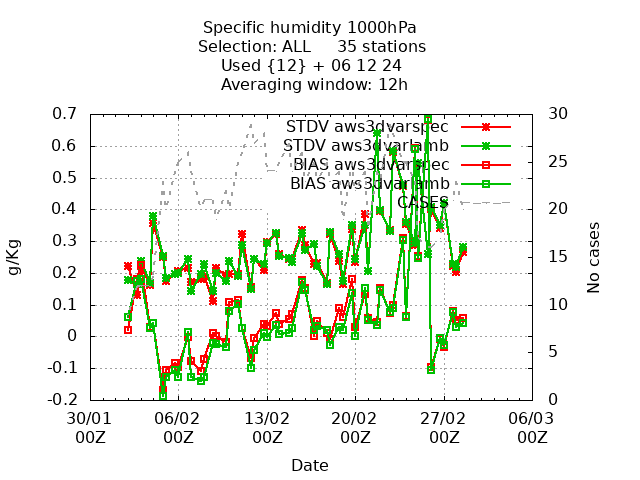 Specific humidity 1000hPa
Selection: ALL 35 stations
Used {12} + 06 12 24
Averaging window: 12h
0.7
0.6
0.5
0.4
0.3
0.2
0.1
0
-0.1
-0.2
g/Kg
STDV aws3dvarspec
STDV aws3dvarlamb
BIAS aws3dvarspec
BIAS aws3dvarlamb
CASES
30
25
20
15
10
5
0
No cases
30/01 06/02 13/02 20/02 27/02 06/03
00Z 00Z 00Z 00Z 00Z 00Z
Date